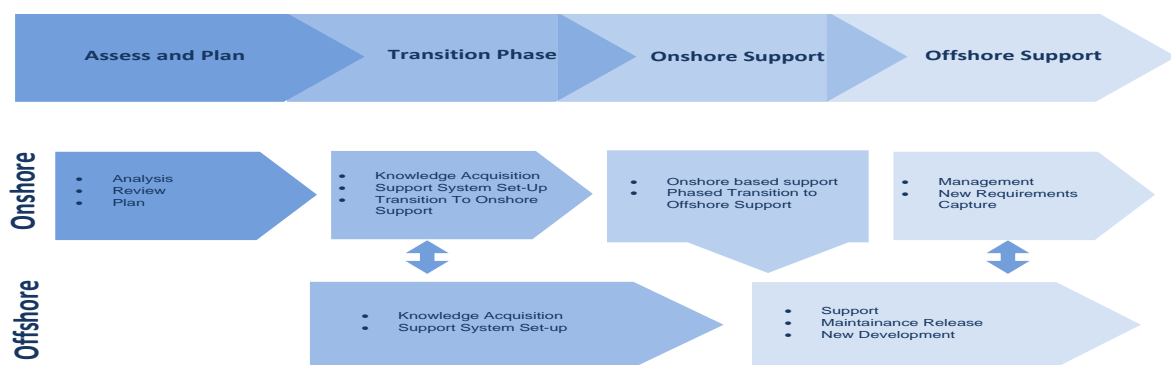 Assess and Plan
Transition Phase
Onshore Support
Offshore Support
Onshore
• Analysis
• Review
• Plan
• Knowledge Acquisition
• Support System Set-Up
• Transition To Onshore
Support
• Onshore based support
• Phased Transition to
Offshore Support
• Management
• New Requirements
Capture
Offshore
• Knowledge Acquisition
• Support System Set-up
• Support
• Maintainance Release
• New Development